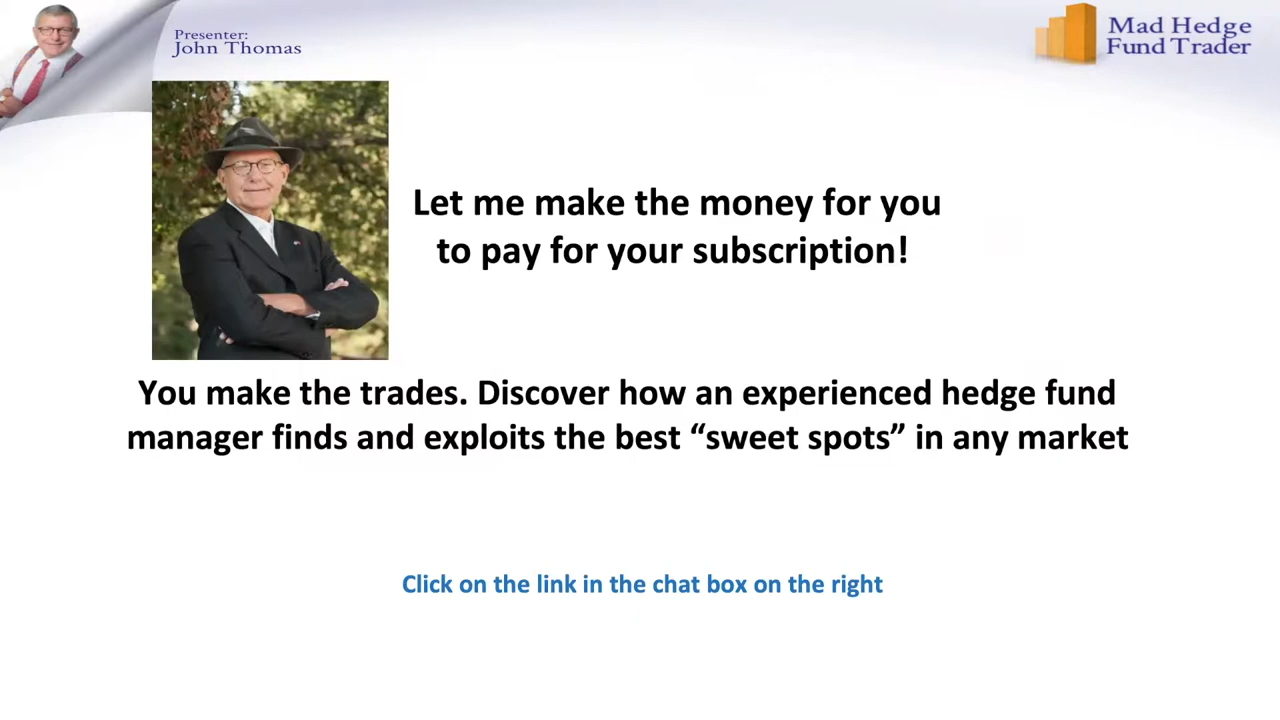 Presenter:
John Thomas
Mad Hedge
Fund Trader
Let me make the money for you
to pay for your subscription!
You make the trades. Discover how an experienced hedge fund
manager finds and exploits the best “sweet spots” in any market
Click on the link in the chat box on the right